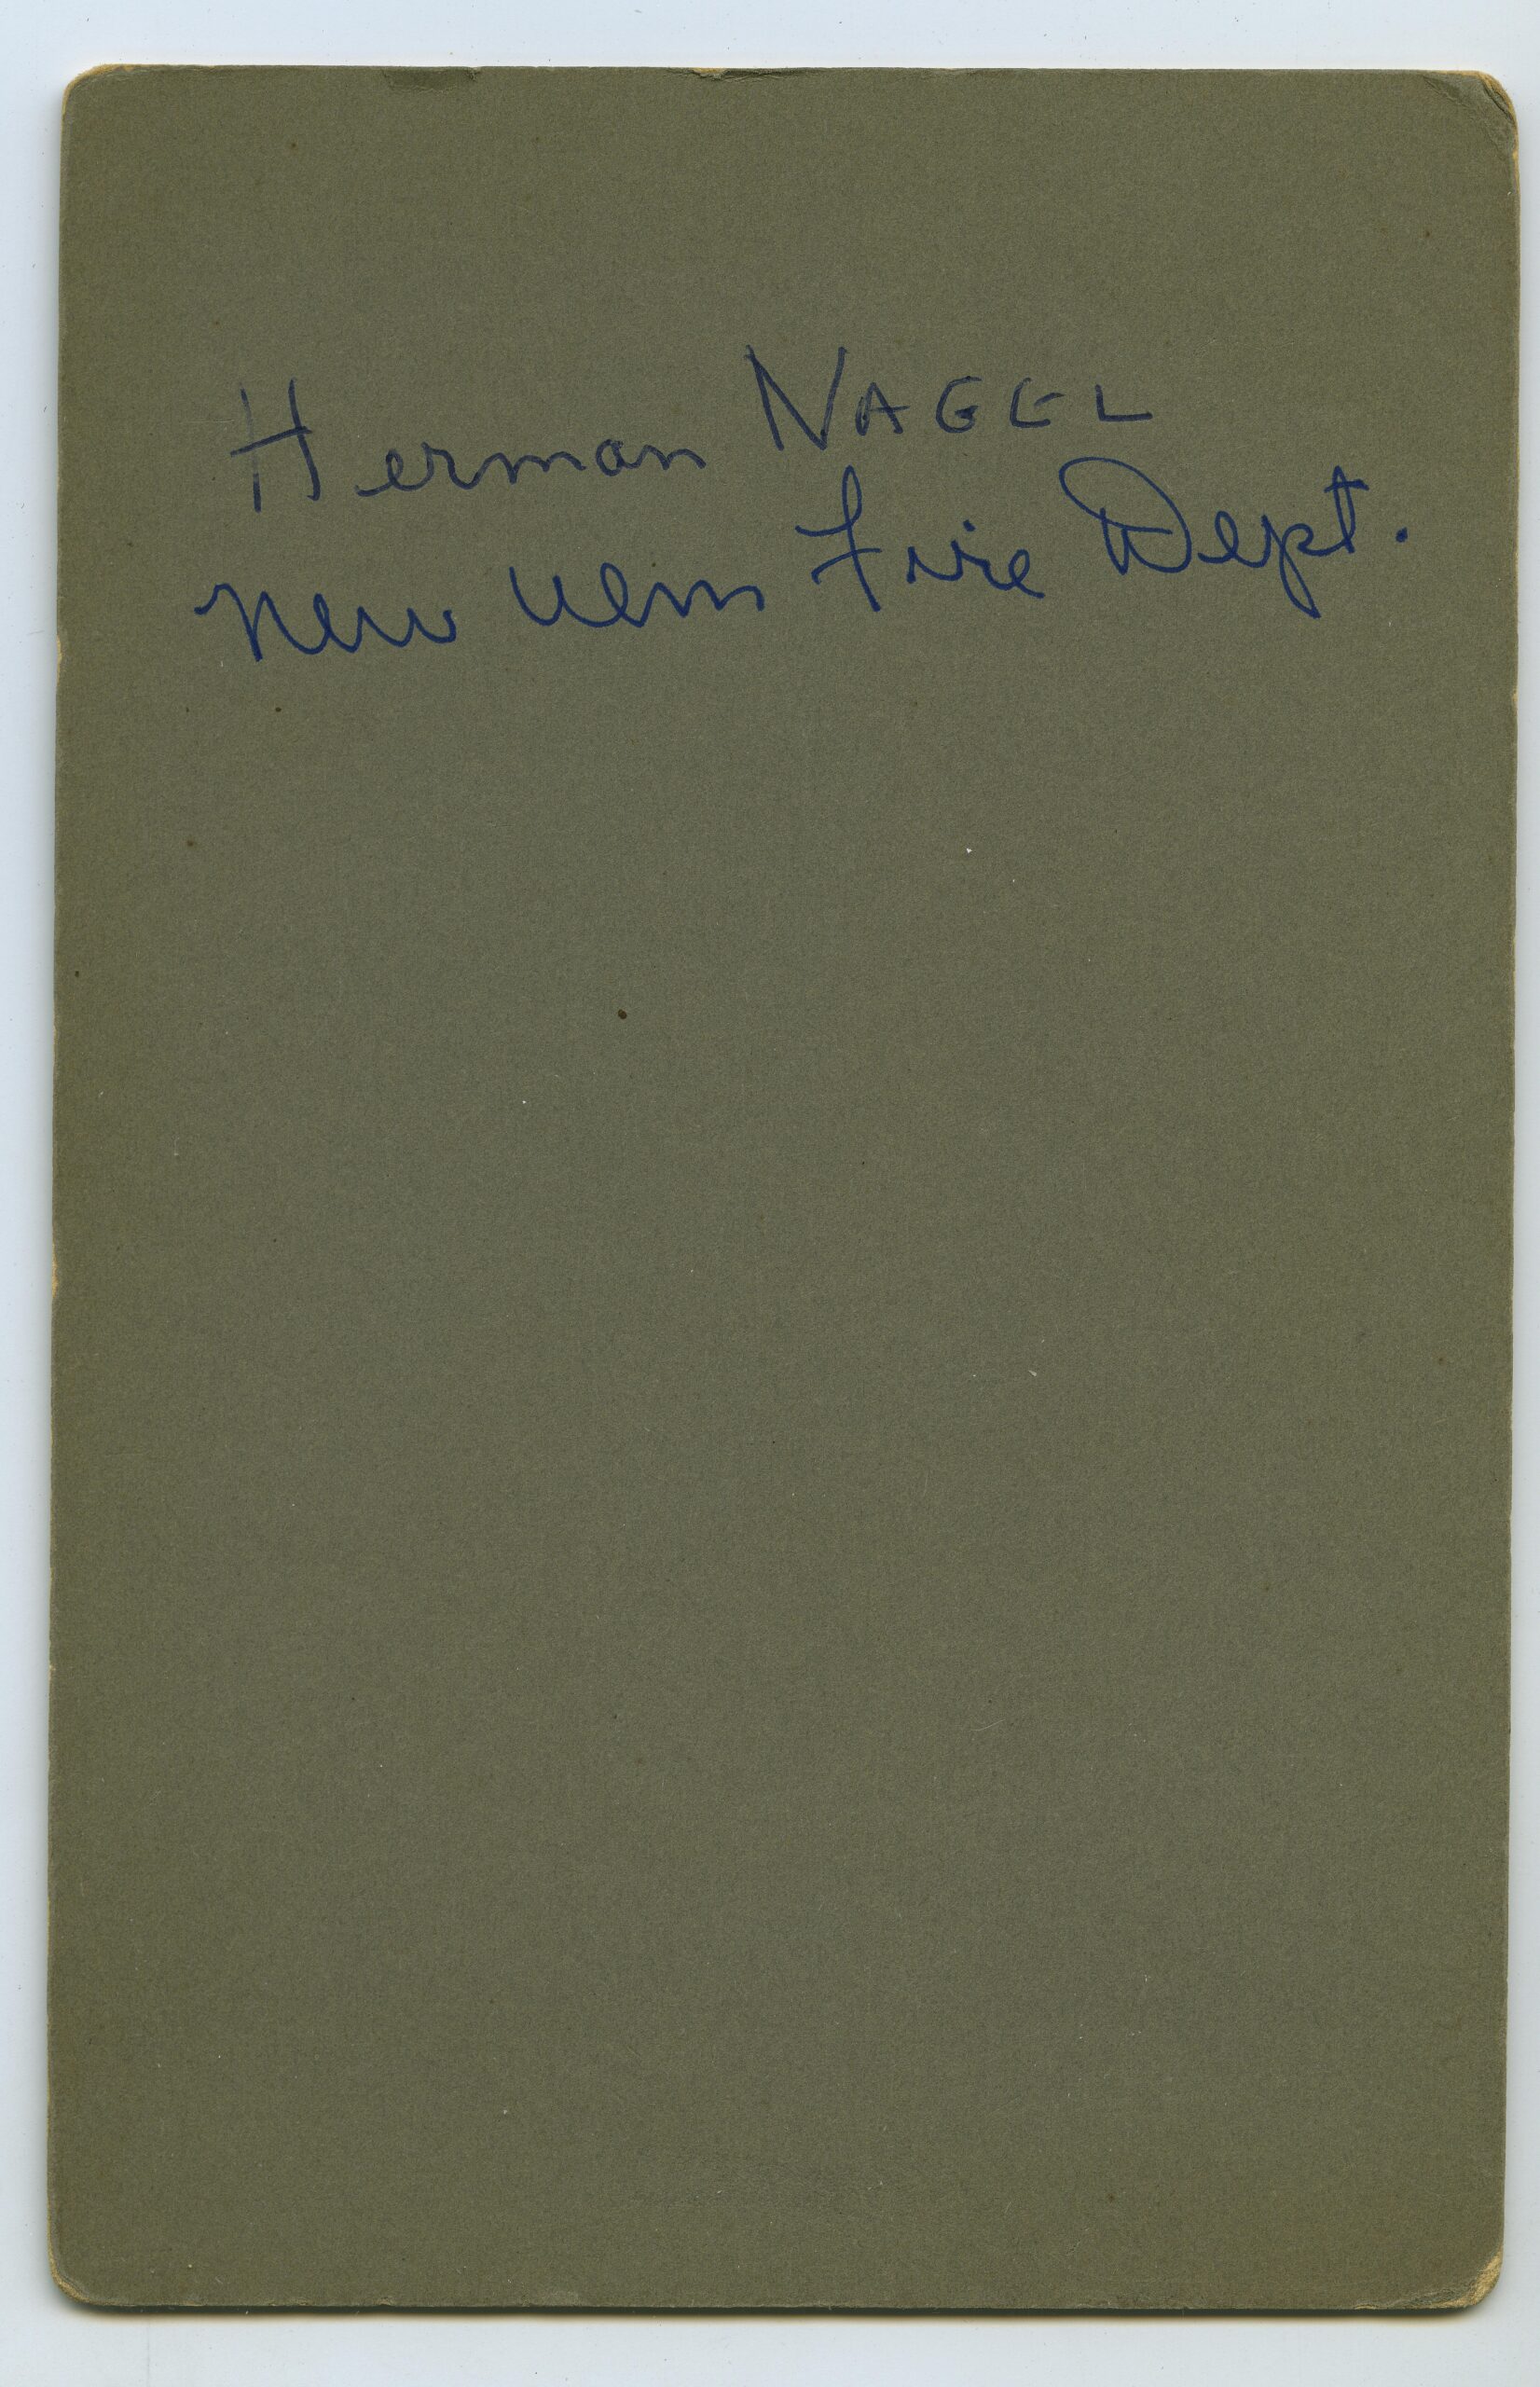 Herman NAGEL
New Ulm Fire Dept.